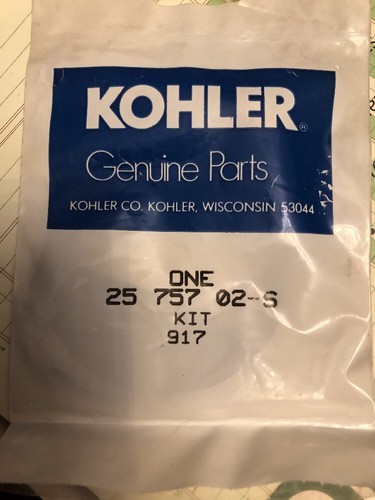 KOHLER®
Genuine Parts
KOHLER CO. KOHLER, WISCONSIN 53044
ONE
25 757 02-S
KIT
917